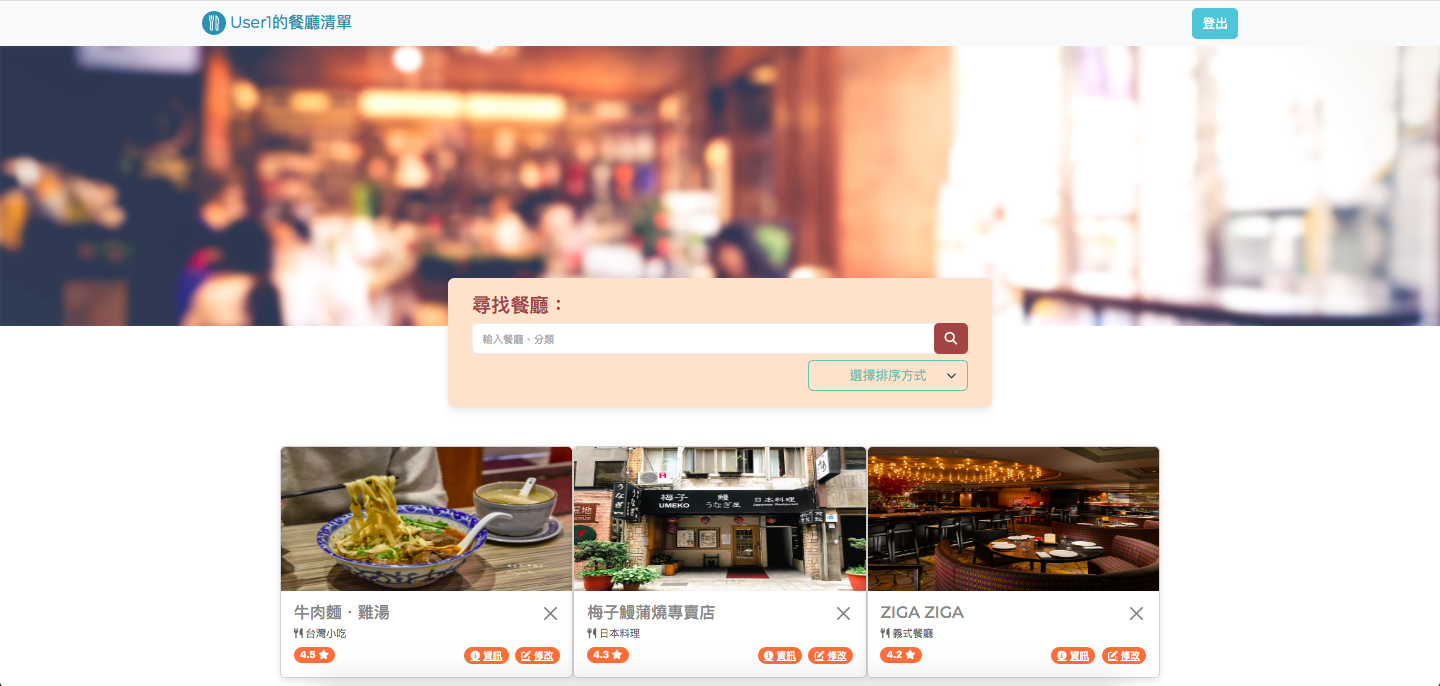 User1的餐廳清單
登出
尋找餐廳：
輸入餐廳、分類
選擇排序方式
うなぎ
梅子
UMEKO
鰻
うなぎ屋
日本料理
Japanese Restaurant
牛肉麵．雞湯
台灣小吃
4.5
資訊
修改
梅子鰻蒲燒專賣店
日本料理
4.3
資訊
修改
ZIGA ZIGA
義式餐廳
4.2
資訊
修改